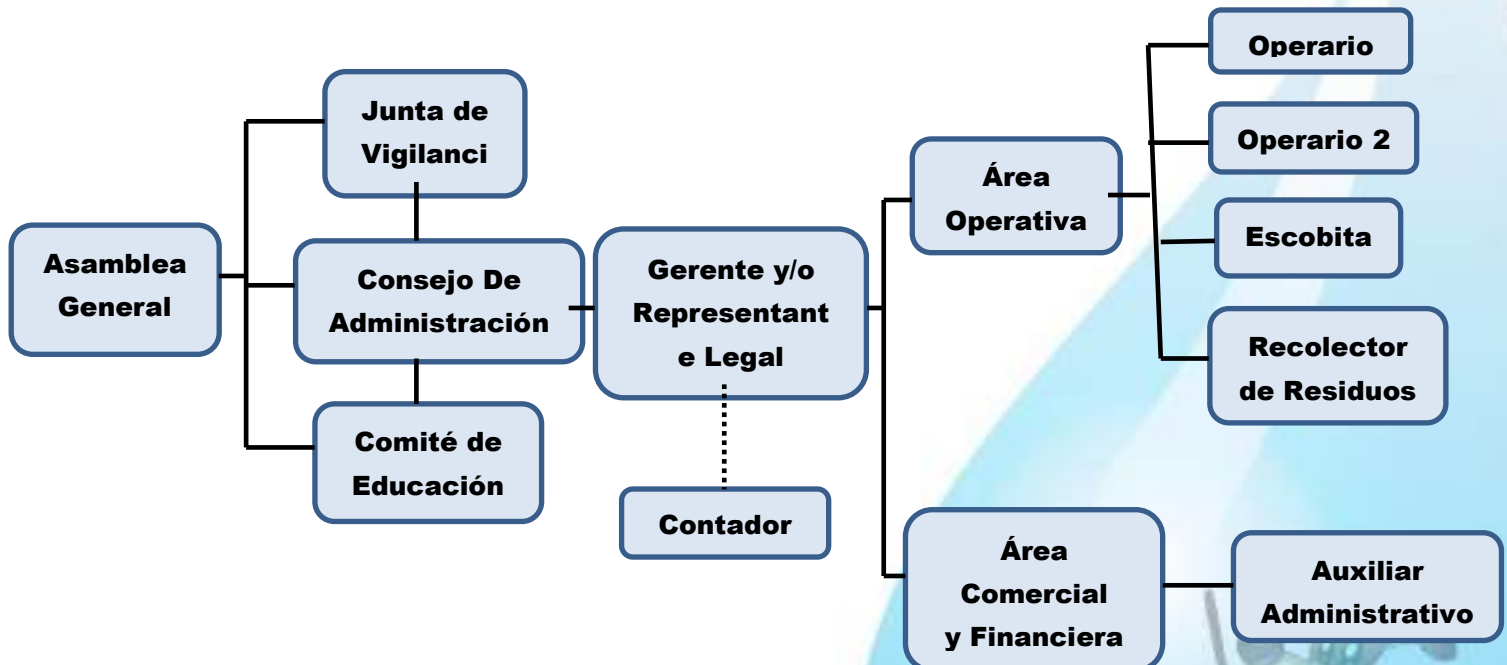 Asamblea
General
Junta de
Vigilanci
Consejo De
Administración
Comité de
Educación
Gerente y/o
Representant
e Legal
Contador
Área
Operativa
Operario
Operario 2
Escobita
Recolector
de Residuos
Área
Comercial
y Financiera
Auxiliar
Administrativo